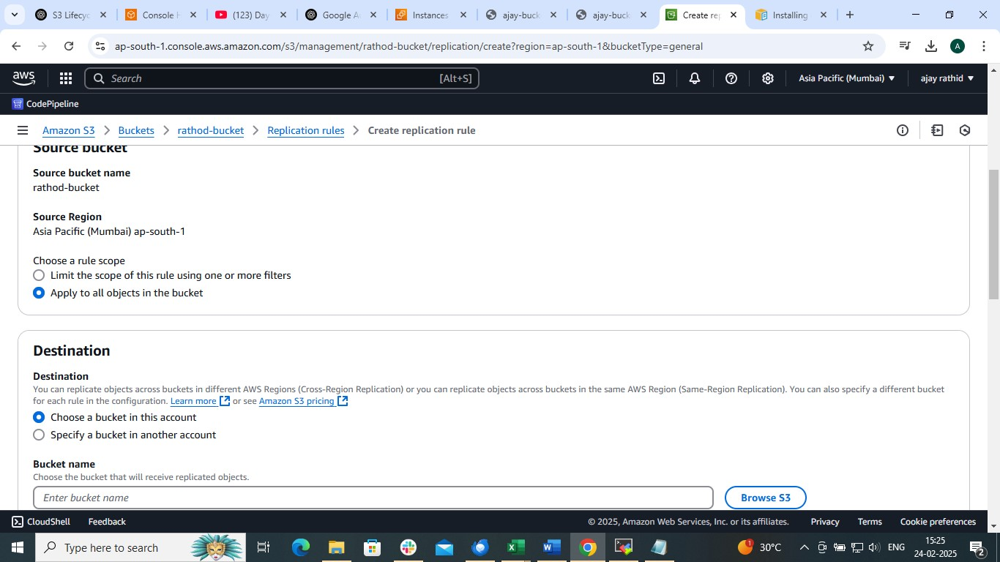 S3 Lifecyc
Console H
(123) Day
Google A
Instances
ajay-buck
ajay-buck
Create rep
Installing
ap-south-1.console.aws.amazon.com/s3/management/rathod-bucket/replication/create?region=ap-south-1&bucketType=general
A
aws
Search
[Alt+S]
Asia Pacific (Mumbai)
ajay rathid
CodePipeline
Amazon S3 > Buckets > rathod-bucket > Replication rules > Create replication rule
Source bucket
Source bucket name
rathod-bucket
Source Region
Asia Pacific (Mumbai) ap-south-1
Choose a rule scope
Limit the scope of this rule using one or more filters
Apply to all objects in the bucket
Destination
Destination
You can replicate objects across buckets in different AWS Regions (Cross-Region Replication) or you can replicate objects across buckets in the same AWS Region (Same-Region Replication). You can also specify a different bucket
for each rule in the configuration. Learn more or see Amazon S3 pricing
Choose a bucket in this account
Specify a bucket in another account
Bucket name
Choose the bucket that will receive replicated objects.
Enter bucket name
Browse S3
CloudShell
Feedback
© 2025, Amazon Web Services, Inc. or its affiliates.
Privacy
Terms
Cookie preferences
Type here to search
1
30°C
ENG
15:25
24-02-2025
2